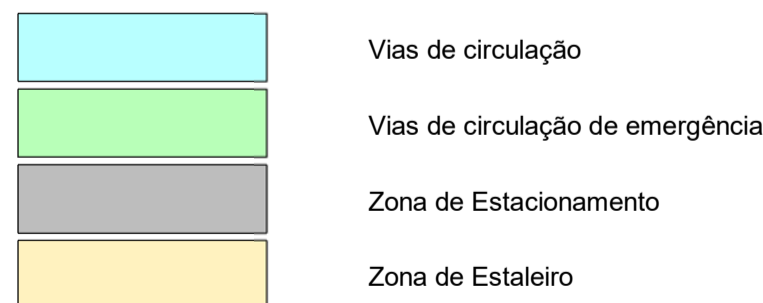 Vias de circulação
Vias de circulação de emergência
Zona de Estacionamento
Zona de Estaleiro